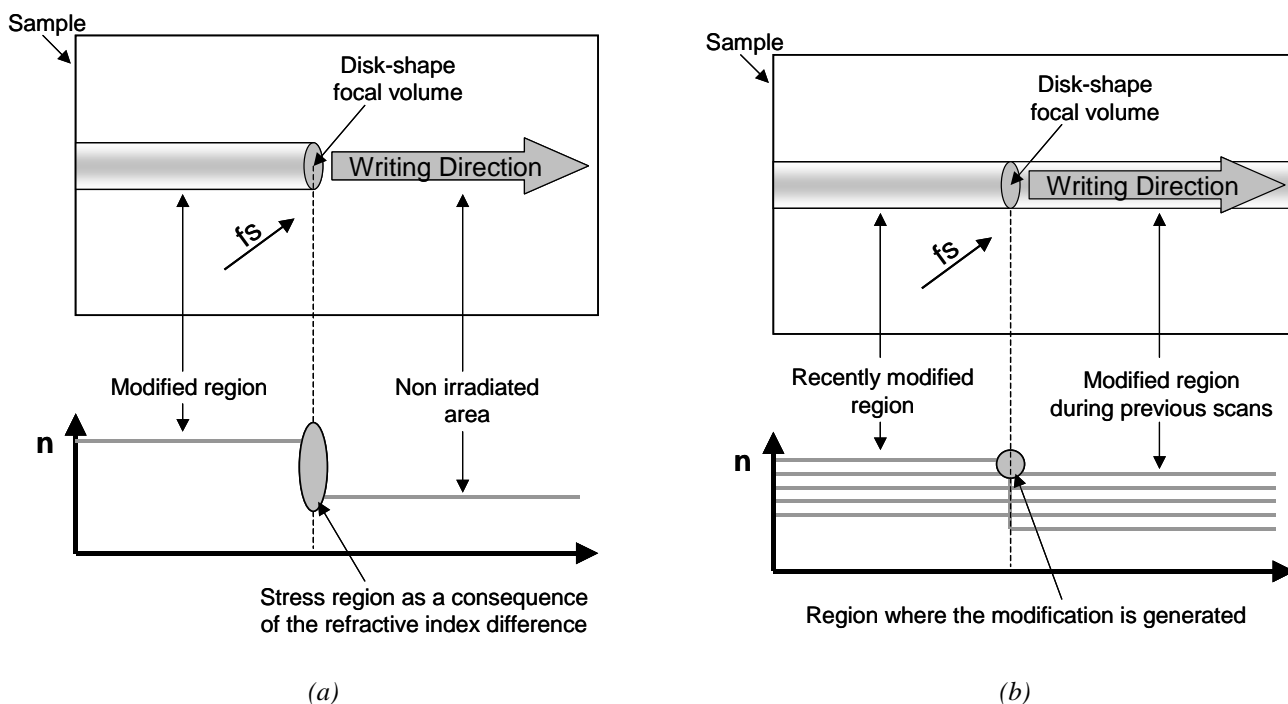 Sample
Disk-shape
focal volume
Writing Direction
fs
Modified region
Non irradiated
area
n
Stress region as a consequence
of the refractive index difference
(a)
Sample
Disk-shape
focal volume
Writing Direction
fs
Recently modified
region
Modified region
during previous scans
n
Region where the modification is generated
(b)